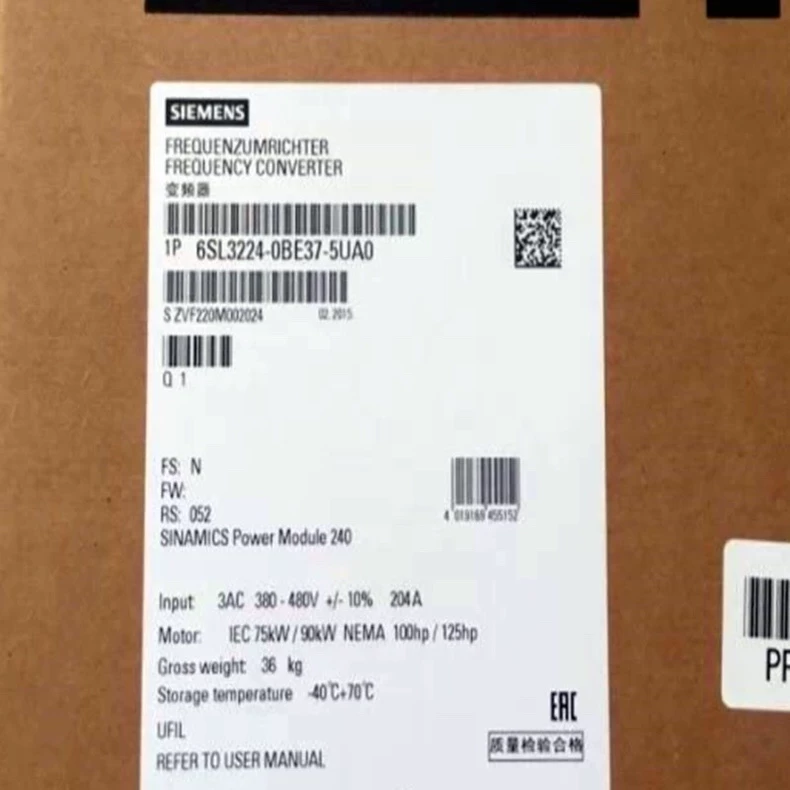 SIEMENS
FREQUENZUMRICHTER
FREQUENCY CONVERTER
变频器
1P 6SL3224-0BE37-5UA0
S ZVF220M002024 02.2015
Q 1
FS: N
FW:
RS: 052
4 019169 455152
SINAMICS Power Module 240
Input: 3AC 380 - 480V +/- 10% 204A
Motor: IEC 75kW / 90kW NEMA 100hp / 125hp
Gross weight 36 kg
Storage temperature -40℃+70℃
UFIL
REFER TO USER MANUAL
EAC
质量检验合格